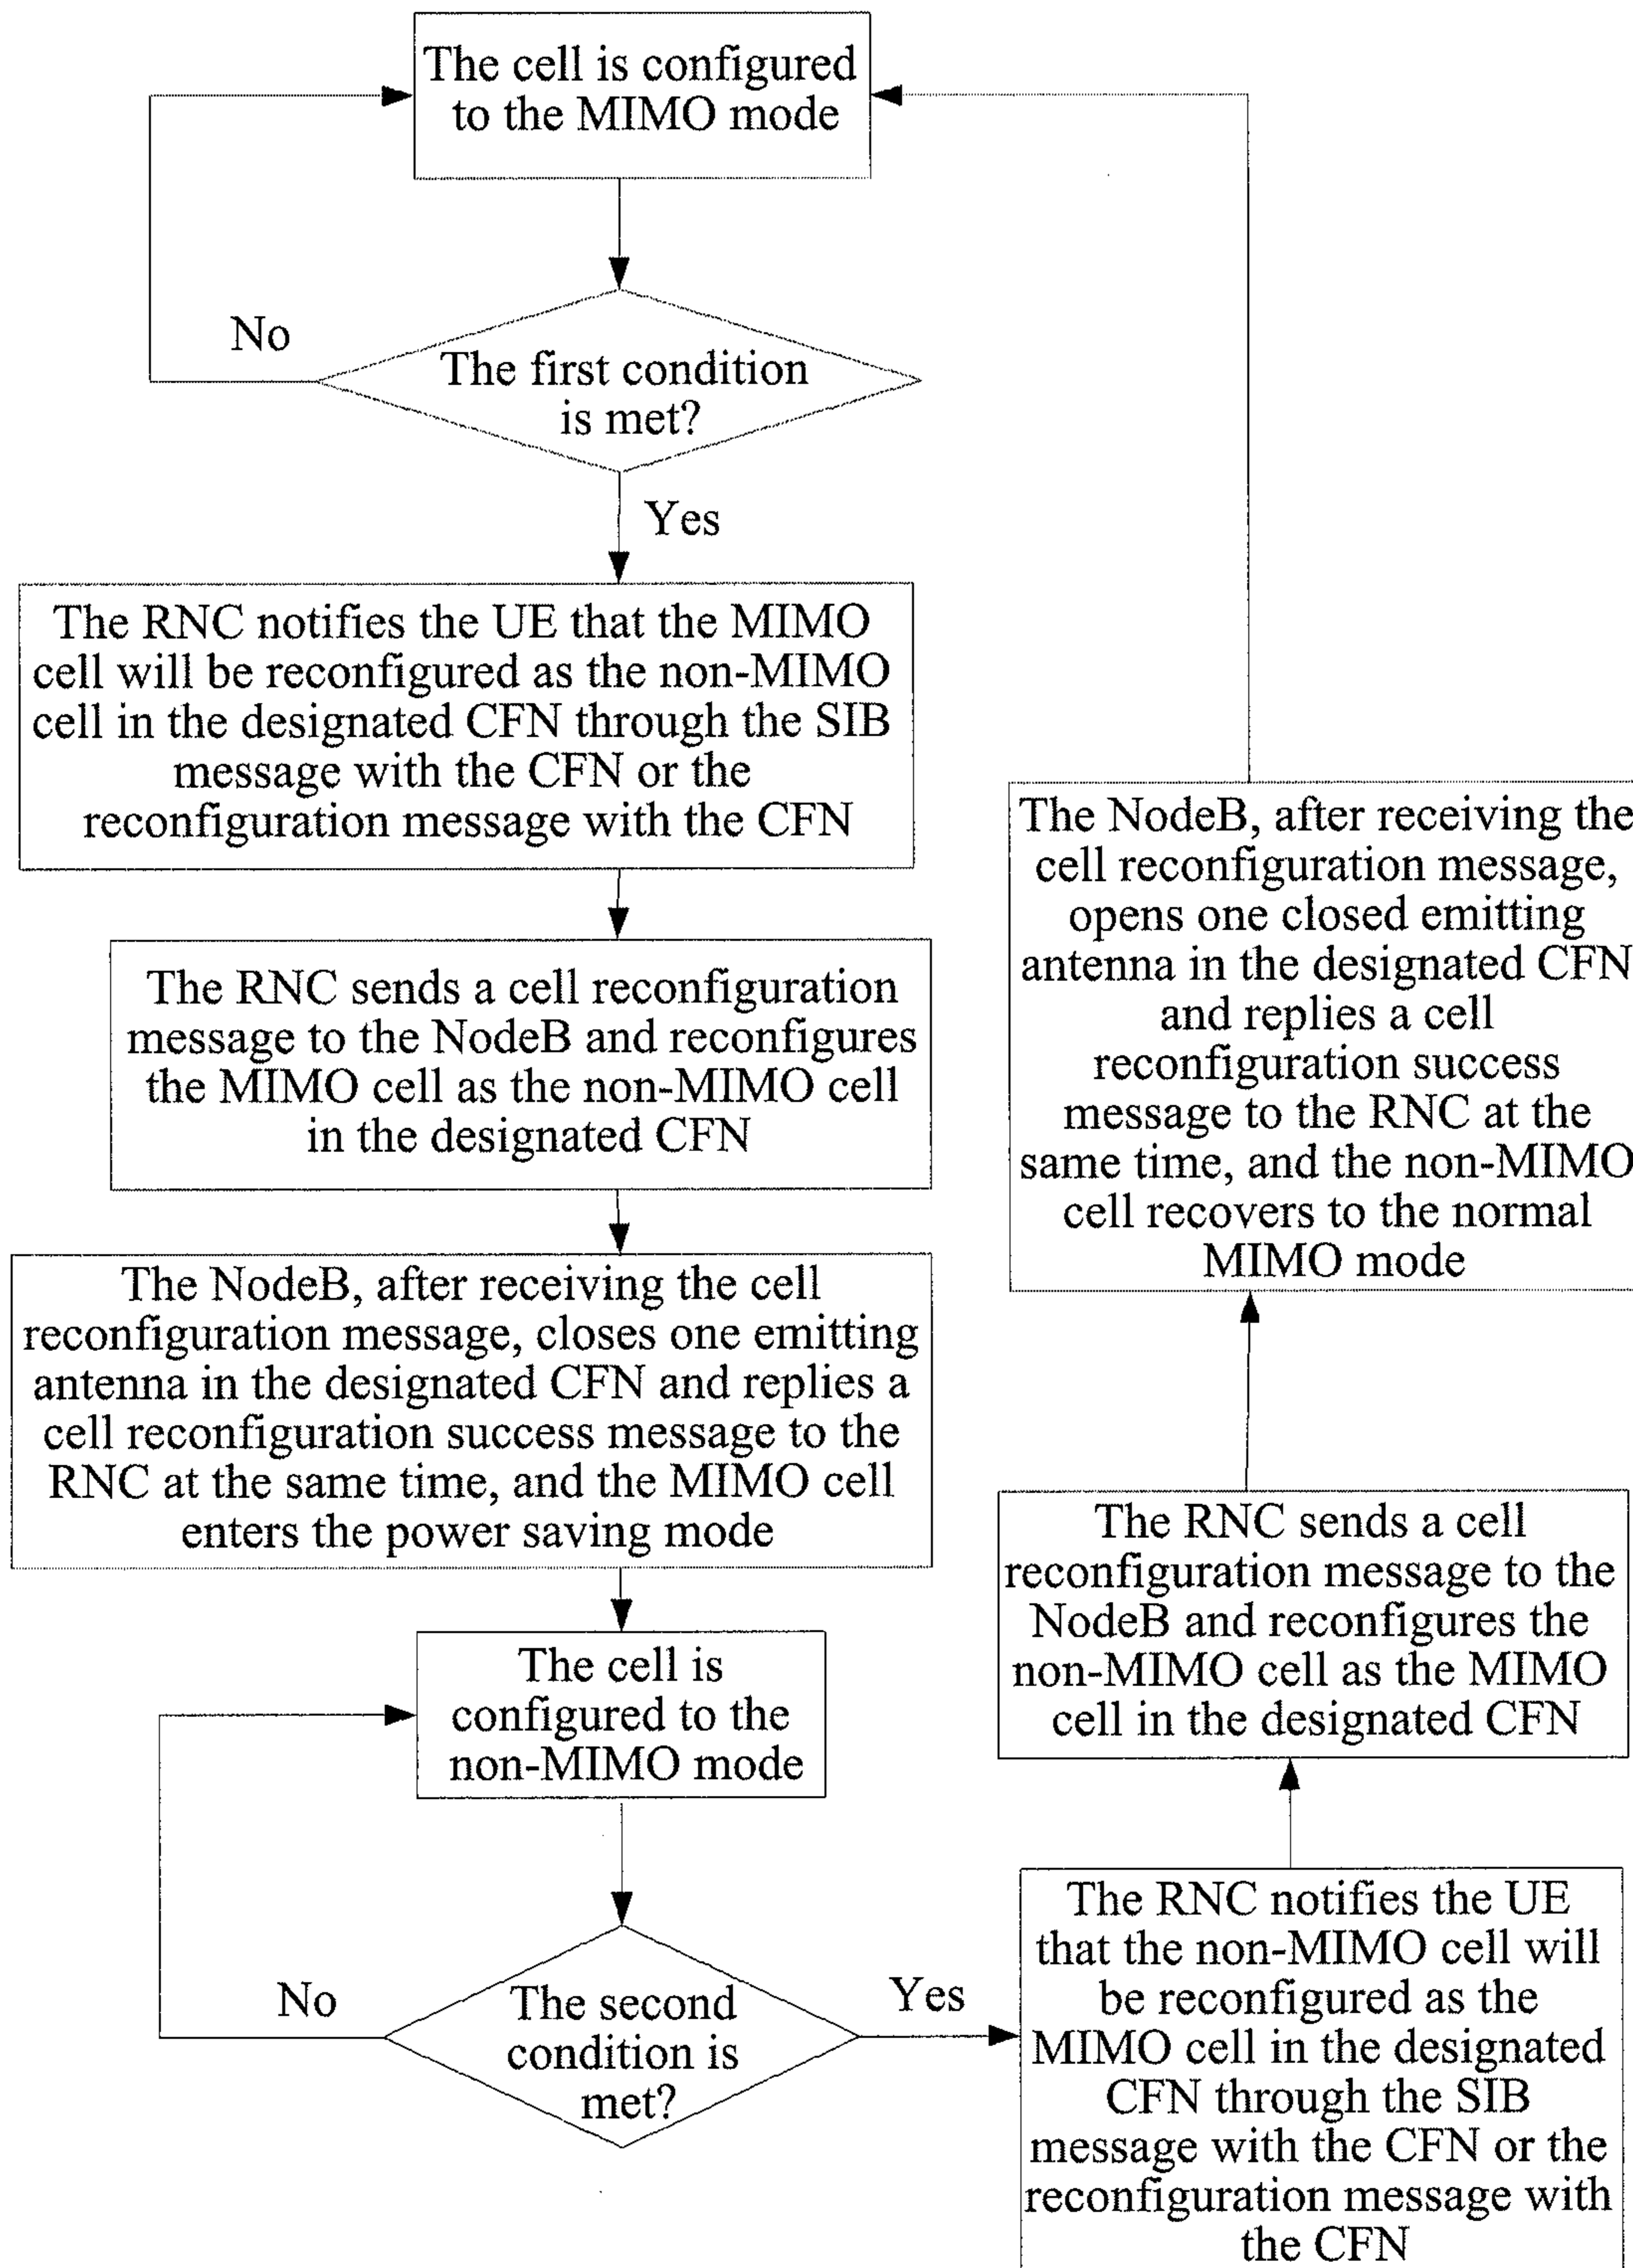 The cell is configured
to the MIMO mode
No
The first condition
is met?
Yes
The RNC notifies the UE that the MIMO
cell will be reconfigured as the non-MIMO
cell in the designated CFN through the SIB
message with the CFN or the
reconfiguration message with the CFN
The RNC sends a cell reconfiguration
message to the NodeB and reconfigures
the MIMO cell as the non-MIMO cell
in the designated CFN
The NodeB, after receiving the cell
reconfiguration message, closes one emitting
antenna in the designated CFN and replies a
cell reconfiguration success message to the
RNC at the same time, and the MIMO cell
enters the power saving mode
The cell is
configured to the
non-MIMO mode
No
The second
condition is
met?
Yes
The RNC notifies the UE
that the non-MIMO cell will
be reconfigured as the
MIMO cell in the designated
CFN through the SIB
message with the CFN or the
reconfiguration message with
the CFN
The RNC sends a cell
reconfiguration message to the
NodeB and reconfigures the
non-MIMO cell as the MIMO
cell in the designated CFN
The NodeB, after receiving the
cell reconfiguration message,
opens one closed emitting
antenna in the designated CFN
and replies a cell
reconfiguration success
message to the RNC at the
same time, and the non-MIMO
cell recovers to the normal
MIMO mode